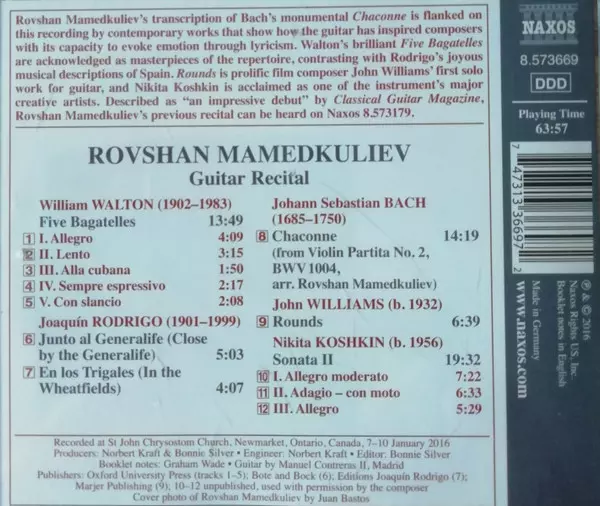 Rovshan Mamedkuliev's transcription of Bach's monumental Chaconne is flanked on
this recording by contemporary works that show how the guitar has inspired composers
with its capacity to evoke emotion through lyricism. Walton's brilliant Five Bagatelles
are acknowledged as masterpieces of the repertoire, contrasting with Rodrigo's joyous
musical descriptions of Spain. Rounds is prolific film composer John Williams' first solo
work for guitar, and Nikita Koshkin is acclaimed as one of the instrument's major
creative artists. Described as “an impressive debut” by Classical Guitar Magazine,
Rovshan Mamedkuliev's previous recital can be heard on Naxos 8.573179.
ROVSHAN MAMEDKULIEV
Guitar Recital
William WALTON (1902–1983)
Five Bagatelles 13:49
1 I. Allegro 4:09
2 II. Lento 3:15
3 III. Alla cubana 1:50
4 IV. Sempre espressivo 2:17
5 V. Con slancio 2:08
Joaquín RODRIGO (1901–1999)
6 Junto al Generalife (Close
by the Generalife) 5:03
7 En los Trigales (In the
Wheatfields) 4:07
Johann Sebastian BACH
(1685–1750)
8 Chaconne 14:19
(from Violin Partita No. 2,
BWV 1004,
arr. Rovshan Mamedkuliev)
John WILLIAMS (b. 1932)
9 Rounds 6:39
Nikita KOSHKIN (b. 1956)
Sonata II 19:32
10 I. Allegro moderato 7:22
11 II. Adagio – con moto 6:33
12 III. Allegro 5:29
Recorded at St John Chrysostom Church, Newmarket, Ontario, Canada, 7–10 January 2016
Producers: Norbert Kraft & Bonnie Silver • Engineer: Norbert Kraft • Editor: Bonnie Silver
Booklet notes: Graham Wade • Guitar by Manuel Contreras II, Madrid
Publishers: Oxford University Press (tracks 1–5); Bote and Bock (6); Editions Joaquín Rodrigo (7);
Marjer Publishing (9); 10–12 unpublished, used with permission by the composer
Cover photo of Rovshan Mamedkuliev by Juan Bastos
NAXOS
8.573669
DDD
Playing Time
63:57
7 47313 36697 2
℗ & © 2016
Naxos Rights US, Inc.
Booklet notes in English
Made in Germany
www.naxos.com